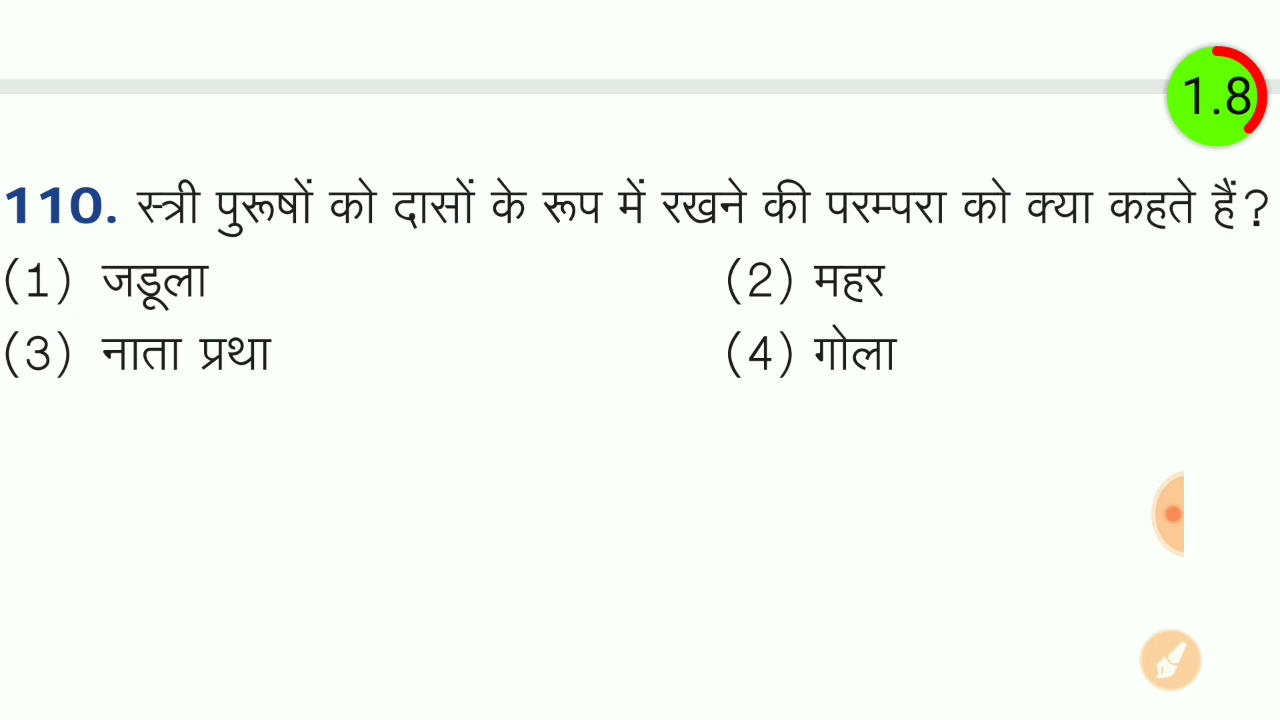 1.8
110. स्त्री पुरूषों को दासों के रूप में रखने की परम्परा को क्या कहते हैं?
(1) जडूला (2) महर
(3) नाता प्रथा (4) गोला